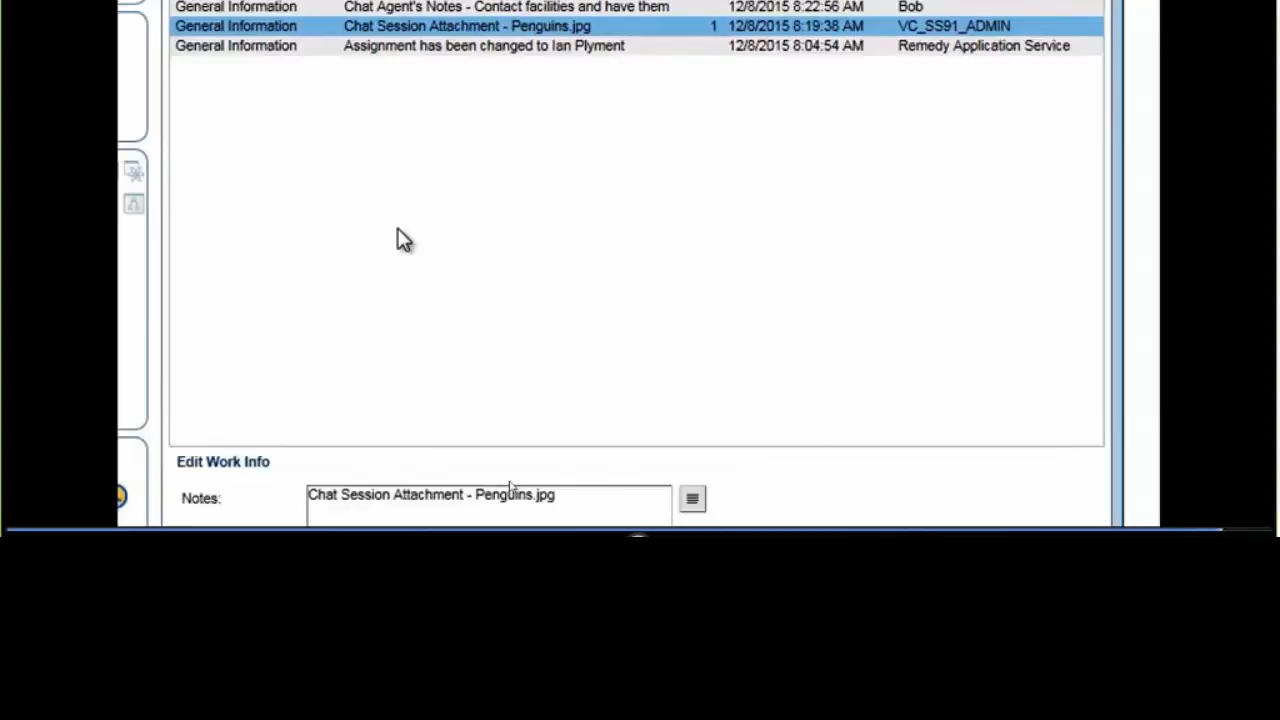 General Information Chat Agent's Notes - Contact facilities and have them 12/8/2015 8:22:56 AM Bob
General Information Chat Session Attachment - Penguins.jpg 1 12/8/2015 8:19:38 AM VC_SS91_ADMIN
General Information Assignment has been changed to Ian Plyment 12/8/2015 8:04:54 AM Remedy Application Service
Edit Work Info
Notes: Chat Session Attachment - Penguins.jpg